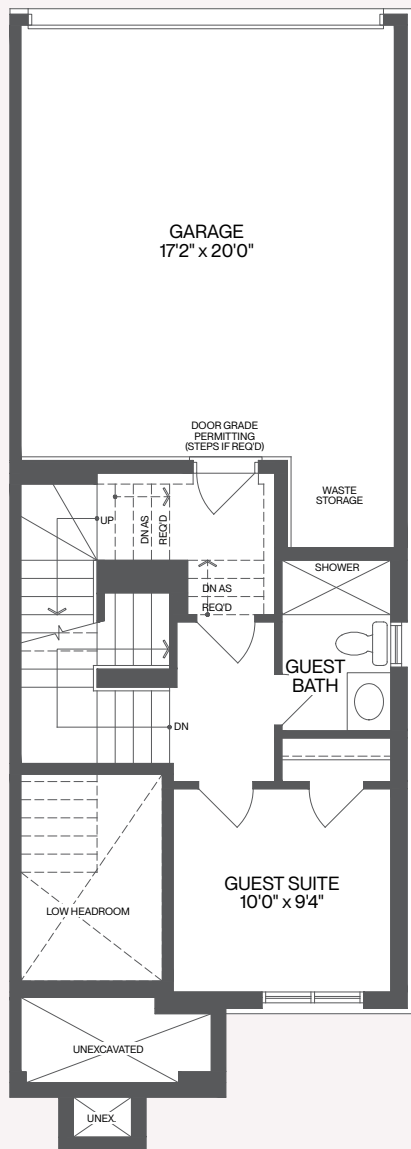 GARAGE
17'2" x 20'0"
DOOR GRADE
PERMITTING
(STEPS IF REQ'D)
WASTE
STORAGE
UP
DN AS
REQ'D
SHOWER
DN AS
REQ'D
GUEST
BATH
DN
GUEST SUITE
10'0" x 9'4"
LOW HEADROOM
UNEXCAVATED
UNEX.